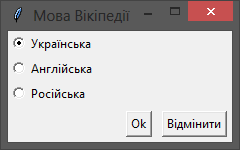 Мова Вікіпедії
Українська
Англійська
Російська
Ok Відмінити